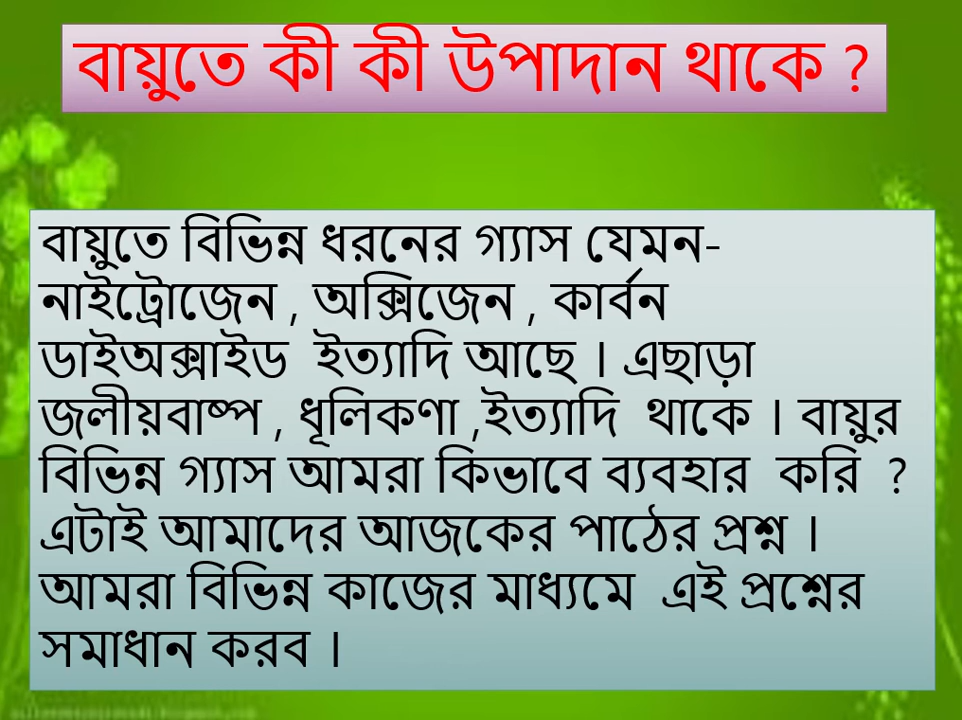 বায়ুতে কী কী উপাদান থাকে ?
বায়ুতে বিভিন্ন ধরনের গ্যাস যেমন-
নাইট্রোজেন , অক্সিজেন , কার্বন
ডাইঅক্সাইড ইত্যাদি আছে । এছাড়া
জলীয়বাষ্প , ধূলিকণা ,ইত্যাদি থাকে । বায়ুর
বিভিন্ন গ্যাস আমরা কিভাবে ব্যবহার করি ?
এটাই আমাদের আজকের পাঠের প্রশ্ন ।
আমরা বিভিন্ন কাজের মাধ্যমে এই প্রশ্নের
সমাধান করব ।